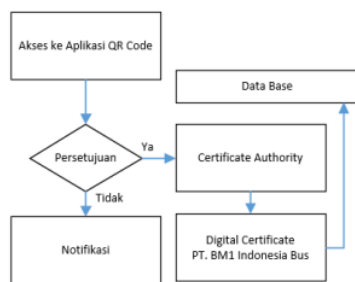 Akses ke Aplikasi QR Code
Data Base
Persetujuan
Ya
Certificate Authority
Tidak
Notifikasi
Digital Certificate
PT. BM1 Indonesia Bus